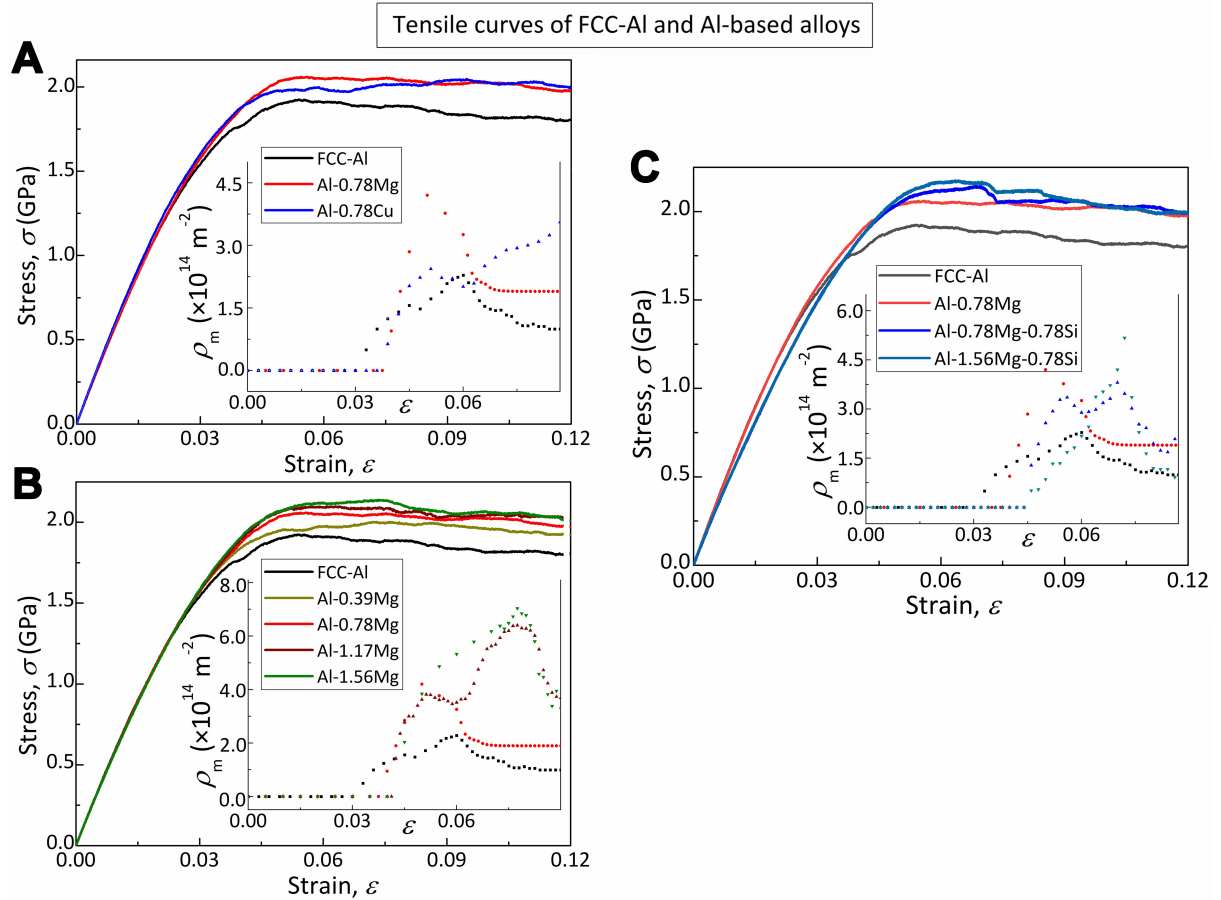 Tensile curves of FCC-Al and Al-based alloys
A
2.0
1.5
1.0
0.5
0.0
Stress, σ (GPa)
0.00
0.03
0.06
0.09
0.12
Strain, ε
FCC-Al
Al-0.78Mg
Al-0.78Cu
4.5
3.0
1.5
0.0
ρm (×10^14 m^-2)
0.00
0.03
0.06
ε
B
2.0
1.5
1.0
0.5
0.0
Stress, σ (GPa)
0.00
0.03
0.06
0.09
0.12
Strain, ε
FCC-Al
Al-0.39Mg
Al-0.78Mg
Al-1.17Mg
Al-1.56Mg
8.0
6.0
4.0
2.0
0.0
ρm (×10^14 m^-2)
0.00
0.03
0.06
ε
C
2.0
1.5
1.0
0.5
0.0
Stress, σ (GPa)
0.00
0.03
0.06
0.09
0.12
Strain, ε
FCC-Al
Al-0.78Mg
Al-0.78Mg-0.78Si
Al-1.56Mg-0.78Si
6.0
4.5
3.0
1.5
0.0
ρm (×10^14 m^-2)
0.00
0.03
0.06
ε